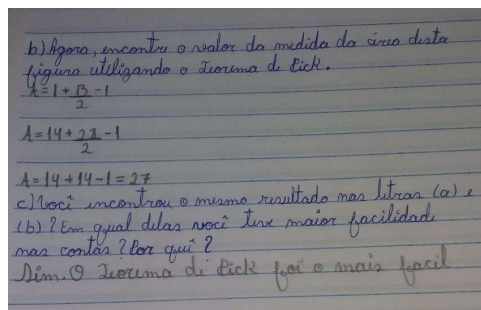 b) Agora, encontre o valor da medida da área desta
figura utilizando o Teorema de Pick.
A = 1 + B/2 - 1
A = 14 + 28/2 - 1
A = 14 + 14 - 1 = 27
c) Você encontrou o mesmo resultado nas letras (a) e
(b)? Em qual delas você teve maior facilidade
nas contas? Por quê?
Sim. O Teorema de Pick foi o mais facil